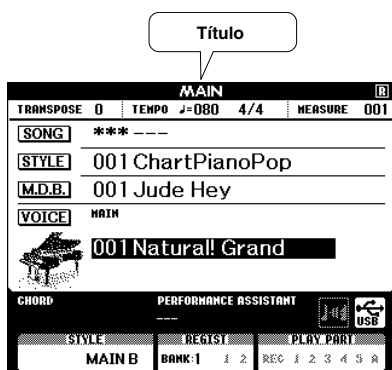 Título
MAIN R
TRANSPOSE 0 TEMPO ♩=080 4/4 MEASURE 001
SONG *** ---
STYLE 001 ChartPianoPop
M.D.B. 001 Jude Hey
VOICE MAIN
001 Natural! Grand
CHORD PERFORMANCE ASSISTANT
---
USB
STYLE REGIST PLAY PART
MAIN B BANK:1 1 2 REC 1 2 3 4 5 A